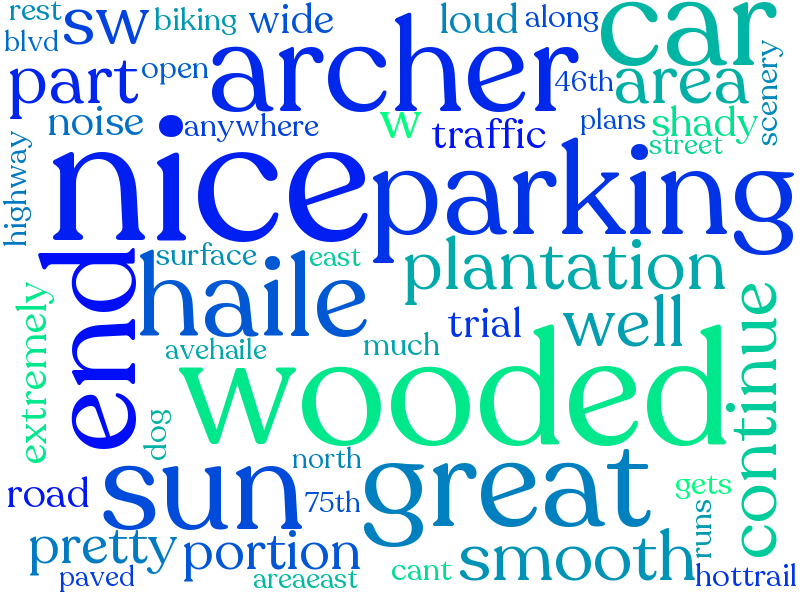 rest
sw
biking
wide
loud
along
car
blvd
part
open
archer
46th
area
scenery
noise
anywhere
w
traffic
plans
shady
street
highway
nice
parking
end
surface
east
haile
plantation
extremely
avehaile
much
trial
well
continue
wooded
dog
sun
north
great
road
75th
gets
runs
pretty
portion
smooth
paved
areaeast
cant
hottrail